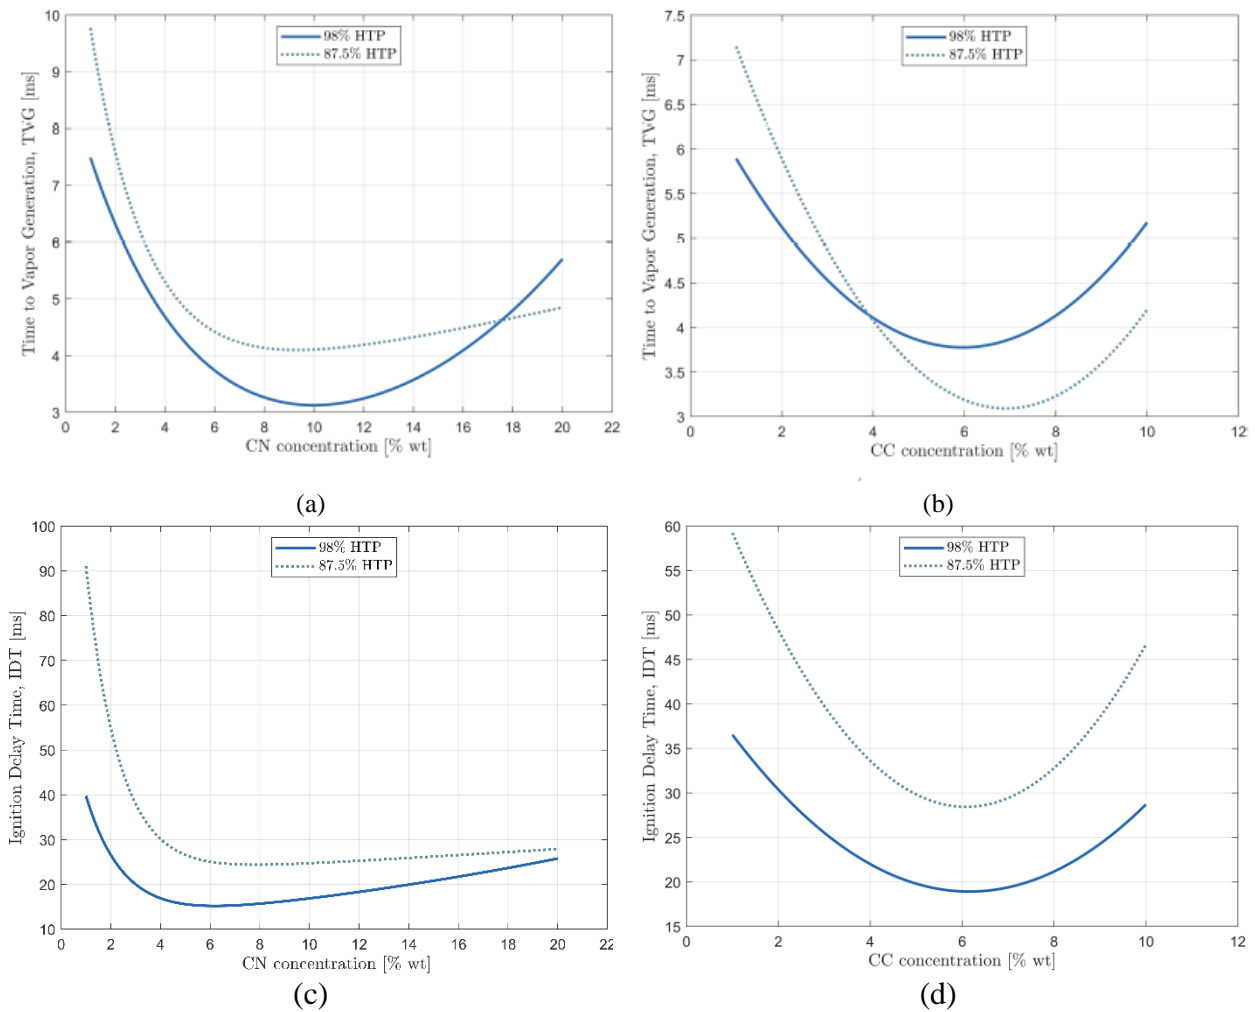 10
9
8
7
6
5
4
3
0 2 4 6 8 10 12 14 16 18 20 22
Time to Vapor Generation, TVG [ms]
CN concentration [% wt]
98% HTP
87.5% HTP
(a)
7.5
7
6.5
6
5.5
5
4.5
4
3.5
3
0 2 4 6 8 10 12
Time to Vapor Generation, TVG [ms]
CC concentration [% wt]
98% HTP
87.5% HTP
(b)
100
90
80
70
60
50
40
30
20
10
0 2 4 6 8 10 12 14 16 18 20 22
Ignition Delay Time, IDT [ms]
CN concentration [% wt]
98% HTP
87.5% HTP
(c)
60
55
50
45
40
35
30
25
20
15
0 2 4 6 8 10 12
Ignition Delay Time, IDT [ms]
CC concentration [% wt]
98% HTP
87.5% HTP
(d)